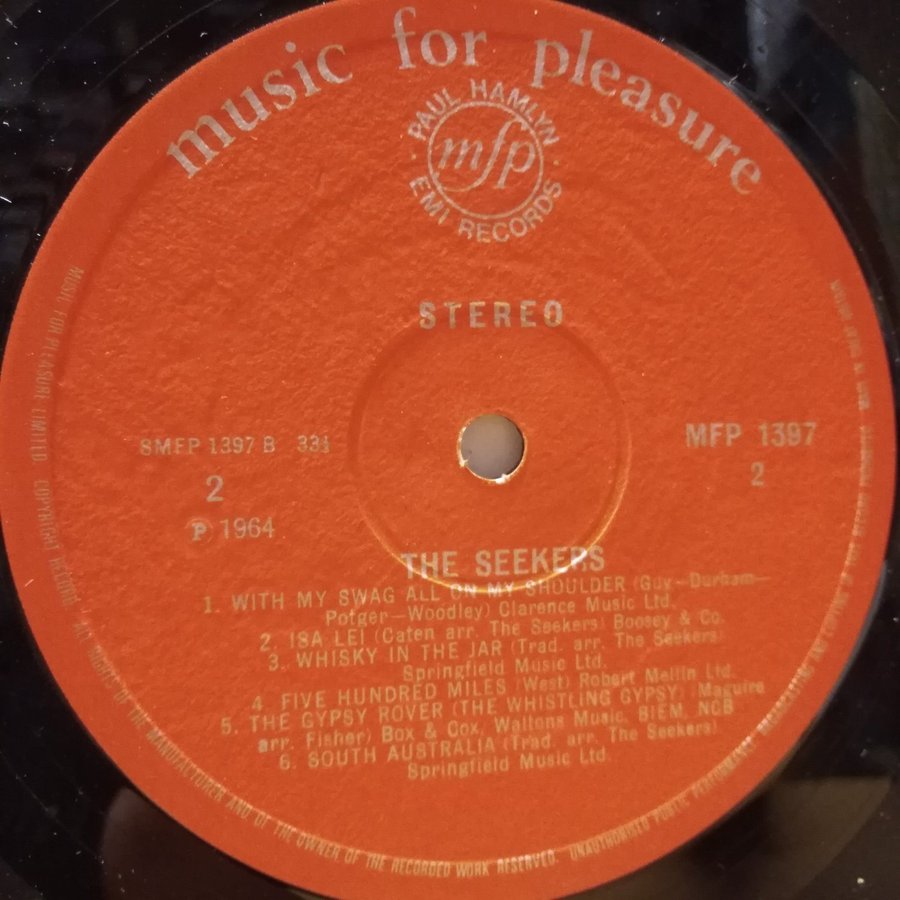 music for pleasure
PAUL HAMLYN
mfp
EMI RECORDS
STEREO
SMFP 1397 B 33⅓
MFP 1397
2
2
℗ 1964
THE SEEKERS
1. WITH MY SWAG ALL ON MY SHOULDER (Guy—Durham—
Potger—Woodley) Clarence Music Ltd.
2. ISA LEI (Caten arr. The Seekers) Boosey & Co.
3. WHISKY IN THE JAR (Trad. arr. The Seekers)
Springfield Music Ltd.
4. FIVE HUNDRED MILES (West) Robert Mellin Ltd.
5. THE GYPSY ROVER (THE WHISTLING GYPSY) (Maguire
arr. Fisher) Box & Cox, Waltons Music, BIEM, NCB
6. SOUTH AUSTRALIA (Trad. arr. The Seekers)
Springfield Music Ltd.
MUSIC FOR PLEASURE LIMITED COPYRIGHT RECORD. ALL RIGHTS OF THE MANUFACTURER AND OF THE OWNER OF THE RECORDED WORK RESERVED. UNAUTHORISED PUBLIC PERFORMANCE